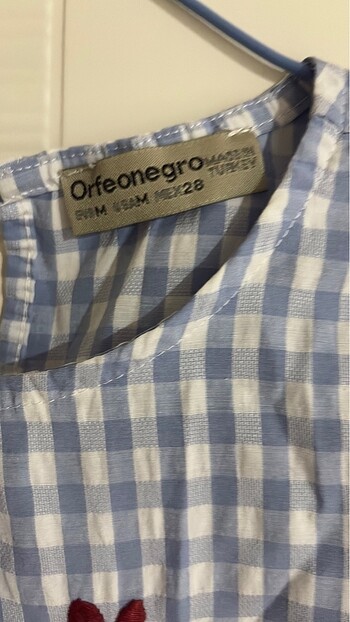 Orfeonegro
MADE IN
TURKEY
EUR M USA M MEX 28